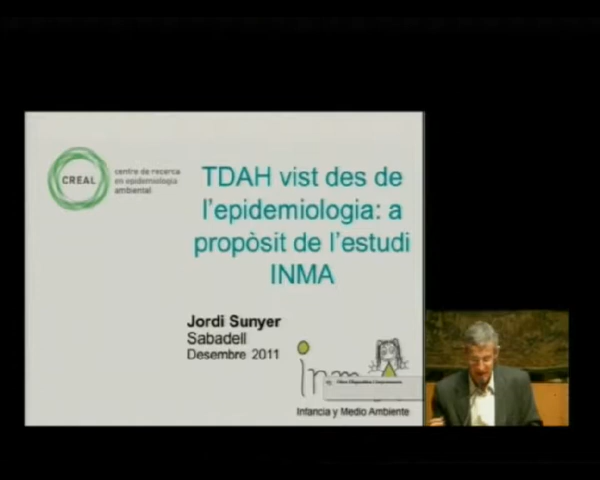 CREAL
centre de recerca
en epidemiologia
ambiental
TDAH vist des de
l'epidemiologia: a
propòsit de l'estudi
INMA
Jordi Sunyer
Sabadell
Desembre 2011
inma
Infancia y Medio Ambiente